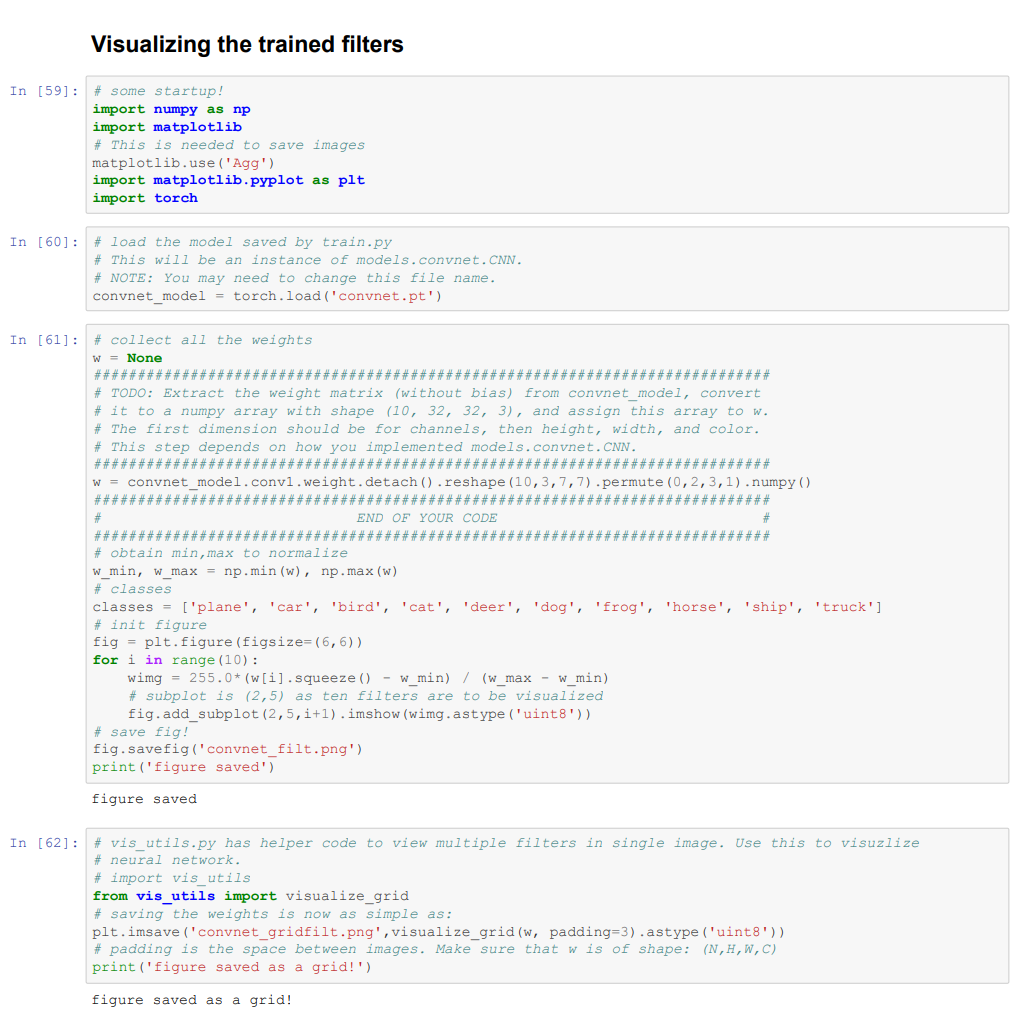 Visualizing the trained filters
In [59]: # some startup!
import numpy as np
import matplotlib
# This is needed to save images
matplotlib.use('Agg')
import matplotlib.pyplot as plt
import torch
In [60]: # load the model saved by train.py
# This will be an instance of models.convnet.CNN.
# NOTE: You may need to change this file name.
convnet_model = torch.load('convnet.pt')
In [61]: # collect all the weights
w = None
#############################################################################
# TODO: Extract the weight matrix (without bias) from convnet_model, convert
# it to a numpy array with shape (10, 32, 32, 3), and assign this array to w.
# The first dimension should be for channels, then height, width, and color.
# This step depends on how you implemented models.convnet.CNN.
#############################################################################
w = convnet_model.conv1.weight.detach().reshape(10,3,7,7).permute(0,2,3,1).numpy()
#############################################################################
#                             END OF YOUR CODE                              #
#############################################################################
# obtain min,max to normalize
w_min, w_max = np.min(w), np.max(w)
# classes
classes = ['plane', 'car', 'bird', 'cat', 'deer', 'dog', 'frog', 'horse', 'ship', 'truck']
# init figure
fig = plt.figure(figsize=(6,6))
for i in range(10):
    wimg = 255.0*(w[i].squeeze() - w_min) / (w_max - w_min)
    # subplot is (2,5) as ten filters are to be visualized
    fig.add_subplot(2,5,i+1).imshow(wimg.astype('uint8'))
# save fig!
fig.savefig('convnet_filt.png')
print('figure saved')
figure saved
In [62]: # vis_utils.py has helper code to view multiple filters in single image. Use this to visuzlize
# neural network.
# import vis_utils
from vis_utils import visualize_grid
# saving the weights is now as simple as:
plt.imsave('convnet_gridfilt.png',visualize_grid(w, padding=3).astype('uint8'))
# padding is the space between images. Make sure that w is of shape: (N,H,W,C)
print('figure saved as a grid!')
figure saved as a grid!